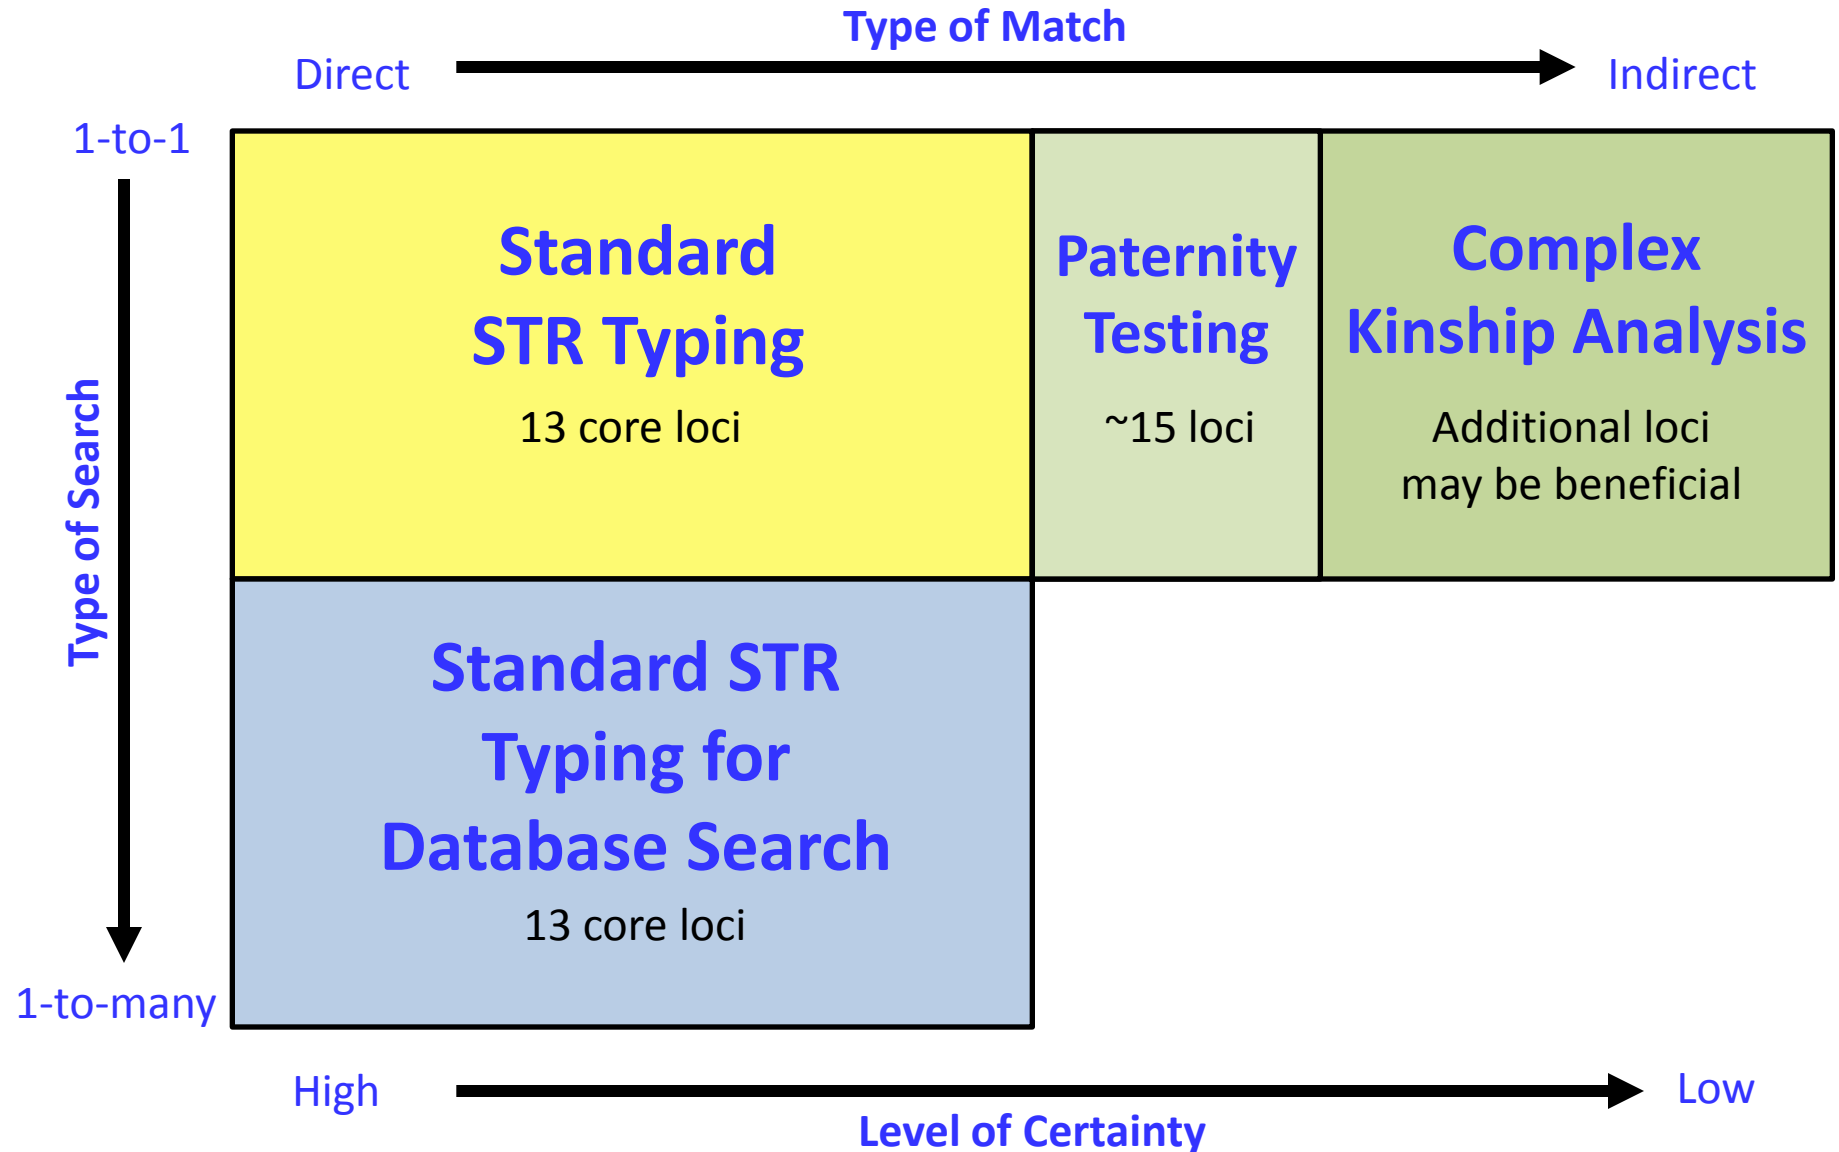 Type of Match
Direct
Indirect
1-to-1
Type of Search
1-to-many
Standard
STR Typing
13 core loci
Paternity
Testing
~15 loci
Complex
Kinship Analysis
Additional loci
may be beneficial
Standard STR
Typing for
Database Search
13 core loci
High
Low
Level of Certainty